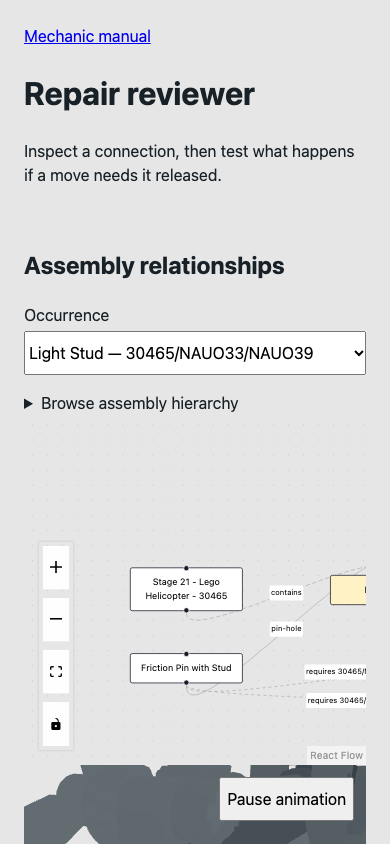 Mechanic manual
Repair reviewer
Inspect a connection, then test what happens
if a move needs it released.
Assembly relationships
Occurrence
Light Stud — 30465/NAUO33/NAUO39
Browse assembly hierarchy
Stage 21 - Lego
Helicopter - 30465
contains
pin-hole
Friction Pin with Stud
requires 30465/
requires 30465/
React Flow
Pause animation